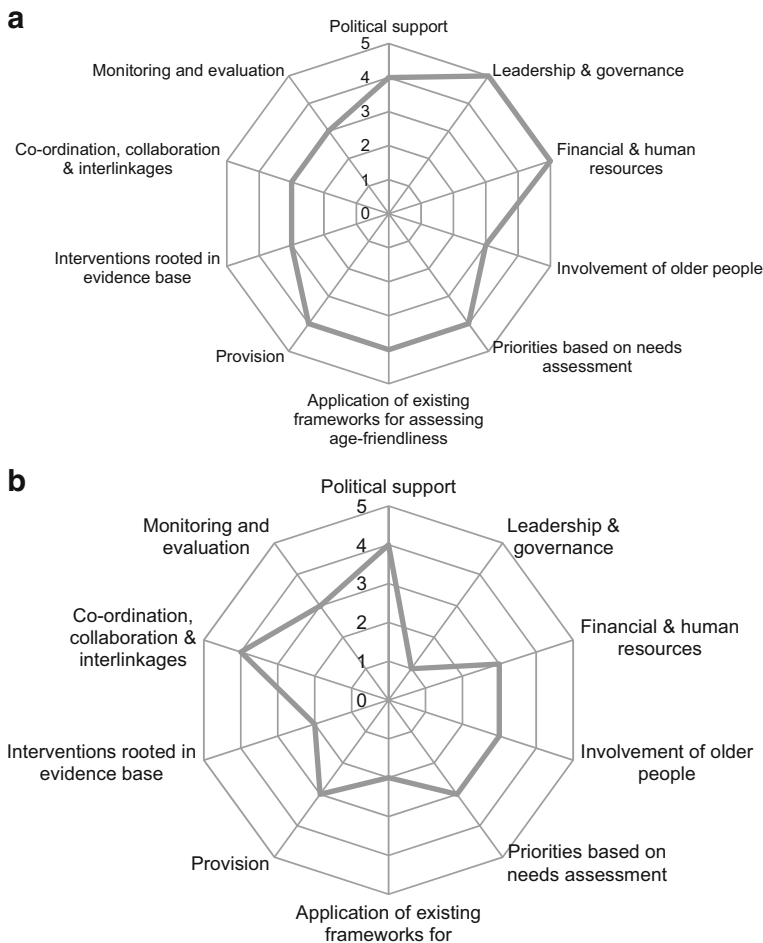 a
Political support
5
4
3
2
1
0
Leadership & governance
Financial & human
resources
Involvement of older people
Priorities based on needs
assessment
Application of existing
frameworks for assessing
age-friendliness
Provision
Interventions rooted in
evidence base
Co-ordination, collaboration
& interlinkages
Monitoring and evaluation
b
Political support
5
4
3
2
1
0
Leadership &
governance
Financial & human
resources
Involvement of older
people
Priorities based on
needs assessment
Application of existing
frameworks for
Provision
Interventions rooted in
evidence base
Co-ordination,
collaboration &
interlinkages
Monitoring and
evaluation